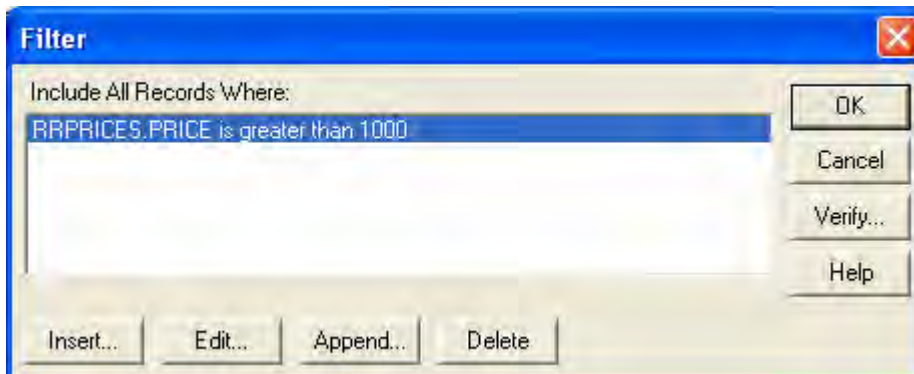 Filter
Include All Records Where:
RRPRICES.PRICE is greater than 1000
OK
Cancel
Verify...
Help
Insert...
Edit...
Append...
Delete